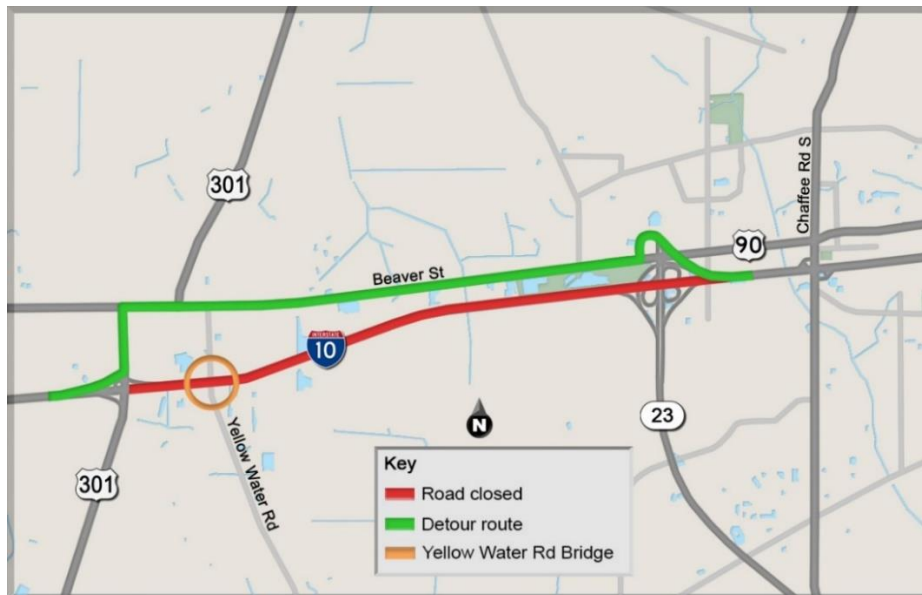 301
Chaffee Rd S
90
Beaver St
INTERSTATE
10
23
N
Yellow Water Rd
301
Key
Road closed
Detour route
Yellow Water Rd Bridge